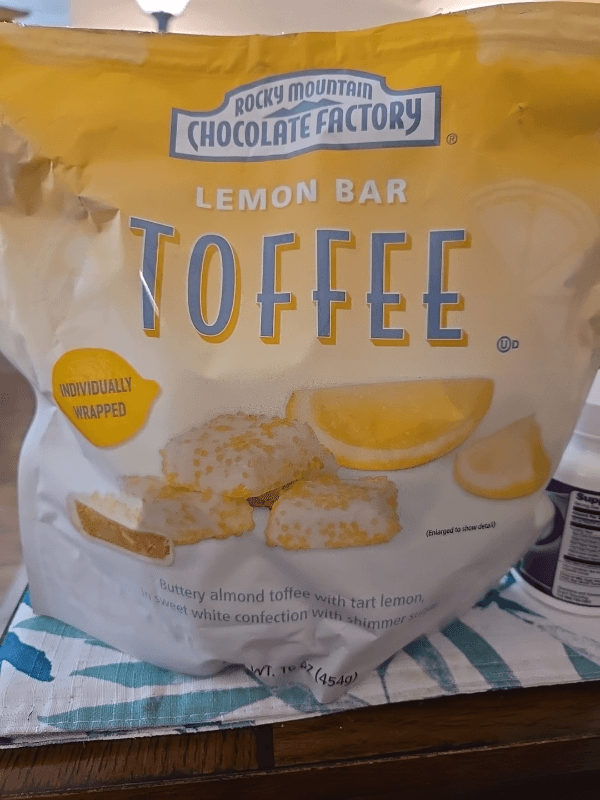 ROCKY MOUNTAIN
CHOCOLATE FACTORY ®
LEMON BAR
TOFFEE
Ⓤ D
INDIVIDUALLY
WRAPPED
(Enlarged to show detail)
Buttery almond toffee with tart lemon,
in sweet white confection with shimmer
WT. 16 oz (454g)